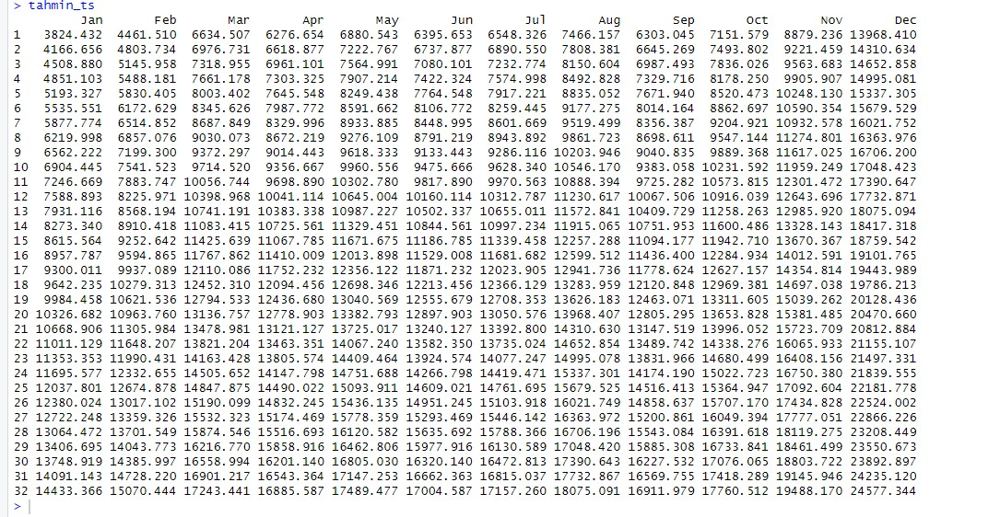 > tahmin_ts
Jan Feb Mar Apr May Jun Jul Aug Sep Oct Nov Dec
1 3824.432 4461.510 6634.507 6276.654 6880.543 6395.653 6548.326 7466.157 6303.045 7151.579 8879.236 13968.410
2 4166.656 4803.734 6976.731 6618.877 7222.767 6737.877 6890.550 7808.381 6645.269 7493.802 9221.459 14310.634
3 4508.880 5145.958 7318.955 6961.101 7564.991 7080.101 7232.774 8150.604 6987.493 7836.026 9563.683 14652.858
4 4851.103 5488.181 7661.178 7303.325 7907.214 7422.324 7574.998 8492.828 7329.716 8178.250 9905.907 14995.081
5 5193.327 5830.405 8003.402 7645.548 8249.438 7764.548 7917.221 8835.052 7671.940 8520.473 10248.130 15337.305
6 5535.551 6172.629 8345.626 7987.772 8591.662 8106.772 8259.445 9177.275 8014.164 8862.697 10590.354 15679.529
7 5877.774 6514.852 8687.849 8329.996 8933.885 8448.995 8601.669 9519.499 8356.387 9204.921 10932.578 16021.752
8 6219.998 6857.076 9030.073 8672.219 9276.109 8791.219 8943.892 9861.723 8698.611 9547.144 11274.801 16363.976
9 6562.222 7199.300 9372.297 9014.443 9618.333 9133.443 9286.116 10203.946 9040.835 9889.368 11617.025 16706.200
10 6904.445 7541.523 9714.520 9356.667 9960.556 9475.666 9628.340 10546.170 9383.058 10231.592 11959.249 17048.423
11 7246.669 7883.747 10056.744 9698.890 10302.780 9817.890 9970.563 10888.394 9725.282 10573.815 12301.472 17390.647
12 7588.893 8225.971 10398.968 10041.114 10645.004 10160.114 10312.787 11230.617 10067.506 10916.039 12643.696 17732.871
13 7931.116 8568.194 10741.191 10383.338 10987.227 10502.337 10655.011 11572.841 10409.729 11258.263 12985.920 18075.094
14 8273.340 8910.418 11083.415 10725.561 11329.451 10844.561 10997.234 11915.065 10751.953 11600.486 13328.143 18417.318
15 8615.564 9252.642 11425.639 11067.785 11671.675 11186.785 11339.458 12257.288 11094.177 11942.710 13670.367 18759.542
16 8957.787 9594.865 11767.862 11410.009 12013.898 11529.008 11681.682 12599.512 11436.400 12284.934 14012.591 19101.765
17 9300.011 9937.089 12110.086 11752.232 12356.122 11871.232 12023.905 12941.736 11778.624 12627.157 14354.814 19443.989
18 9642.235 10279.313 12452.310 12094.456 12698.346 12213.456 12366.129 13283.959 12120.848 12969.381 14697.038 19786.213
19 9984.458 10621.536 12794.533 12436.680 13040.569 12555.679 12708.353 13626.183 12463.071 13311.605 15039.262 20128.436
20 10326.682 10963.760 13136.757 12778.903 13382.793 12897.903 13050.576 13968.407 12805.295 13653.828 15381.485 20470.660
21 10668.906 11305.984 13478.981 13121.127 13725.017 13240.127 13392.800 14310.630 13147.519 13996.052 15723.709 20812.884
22 11011.129 11648.207 13821.204 13463.351 14067.240 13582.350 13735.024 14652.854 13489.742 14338.276 16065.933 21155.107
23 11353.353 11990.431 14163.428 13805.574 14409.464 13924.574 14077.247 14995.078 13831.966 14680.499 16408.156 21497.331
24 11695.577 12332.655 14505.652 14147.798 14751.688 14266.798 14419.471 15337.301 14174.190 15022.723 16750.380 21839.555
25 12037.801 12674.878 14847.875 14490.022 15093.911 14609.021 14761.695 15679.525 14516.413 15364.947 17092.604 22181.778
26 12380.024 13017.102 15190.099 14832.245 15436.135 14951.245 15103.918 16021.749 14858.637 15707.170 17434.828 22524.002
27 12722.248 13359.326 15532.323 15174.469 15778.359 15293.469 15446.142 16363.972 15200.861 16049.394 17777.051 22866.226
28 13064.472 13701.549 15874.546 15516.693 16120.582 15635.692 15788.366 16706.196 15543.084 16391.618 18119.275 23208.449
29 13406.695 14043.773 16216.770 15858.916 16462.806 15977.916 16130.589 17048.420 15885.308 16733.841 18461.499 23550.673
30 13748.919 14385.997 16558.994 16201.140 16805.030 16320.140 16472.813 17390.643 16227.532 17076.065 18803.722 23892.897
31 14091.143 14728.220 16901.217 16543.364 17147.253 16662.363 16815.037 17732.867 16569.755 17418.289 19145.946 24235.120
32 14433.366 15070.444 17243.441 16885.587 17489.477 17004.587 17157.260 18075.091 16911.979 17760.512 19488.170 24577.344
>